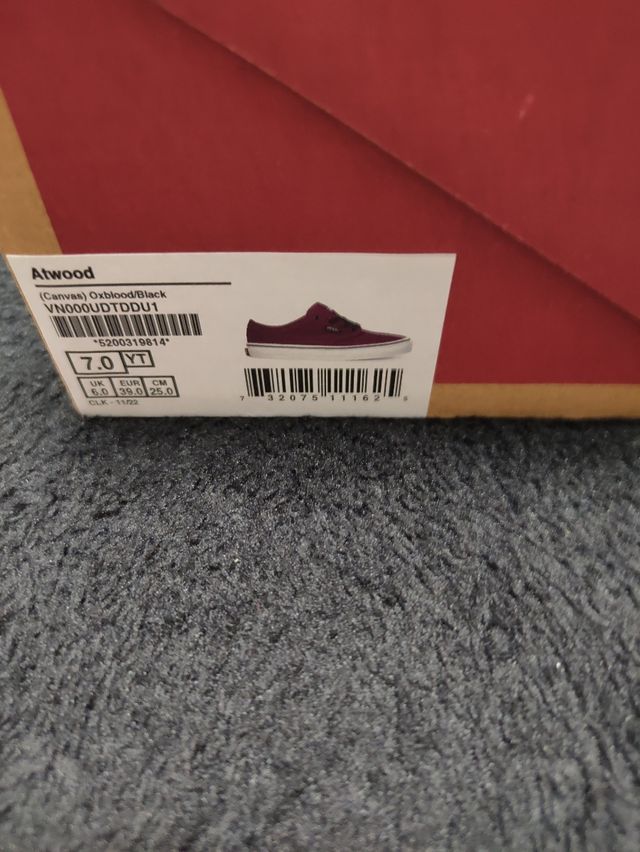 Atwood
(Canvas) Oxblood/Black
VN000UDTDDU1
*5200319814*
7.0 YT
UK EUR CM
6.0 39.0 25.0
CLK - 11/22
7 32075 11162 5